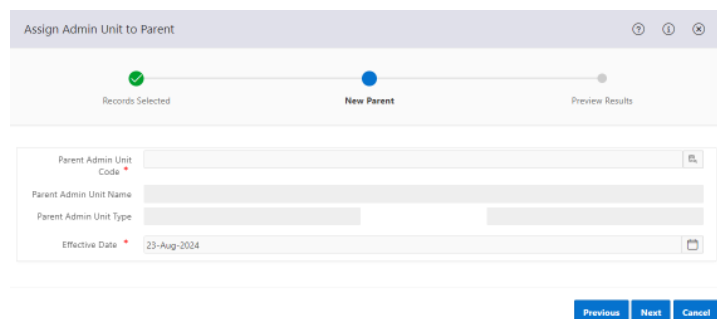 Assign Admin Unit to Parent
Records Selected
New Parent
Preview Results
Parent Admin Unit
Code *
Parent Admin Unit Name
Parent Admin Unit Type
Effective Date * 23-Aug-2024
Previous Next Cancel